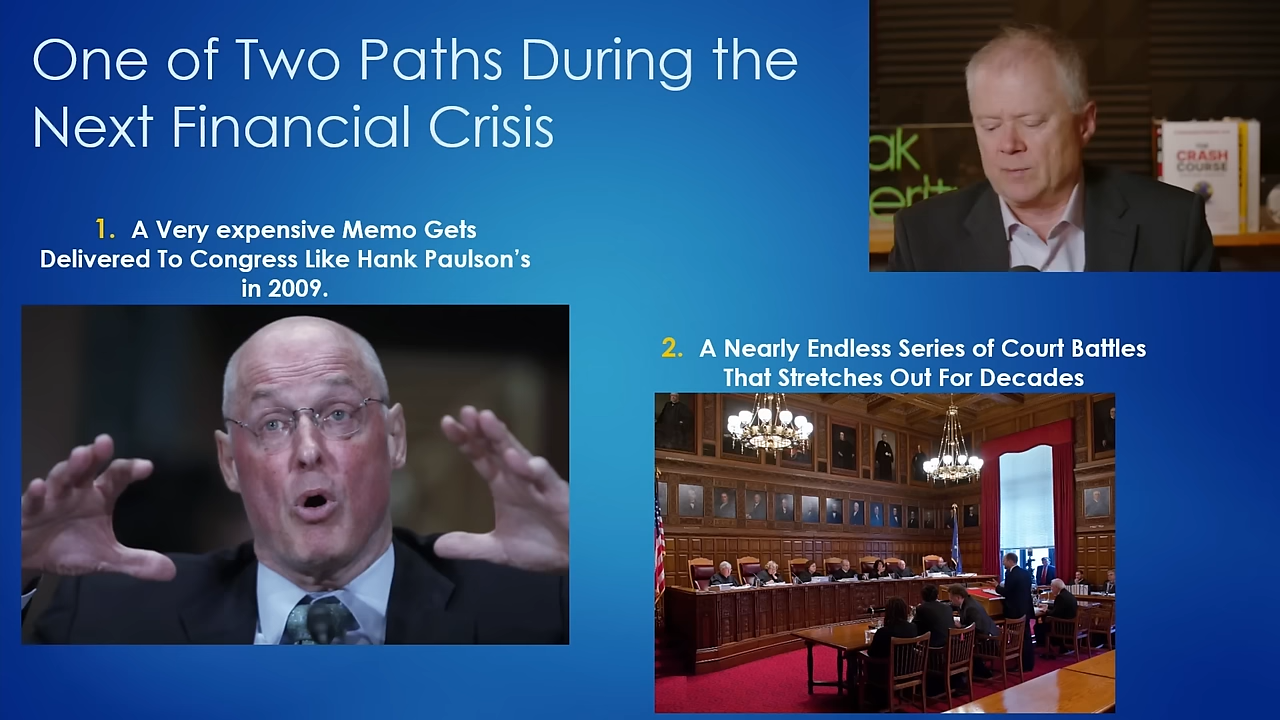 One of Two Paths During the
Next Financial Crisis
1. A Very expensive Memo Gets
Delivered To Congress Like Hank Paulson's
in 2009.
2. A Nearly Endless Series of Court Battles
That Stretches Out For Decades
ak
CRASH
COURSE